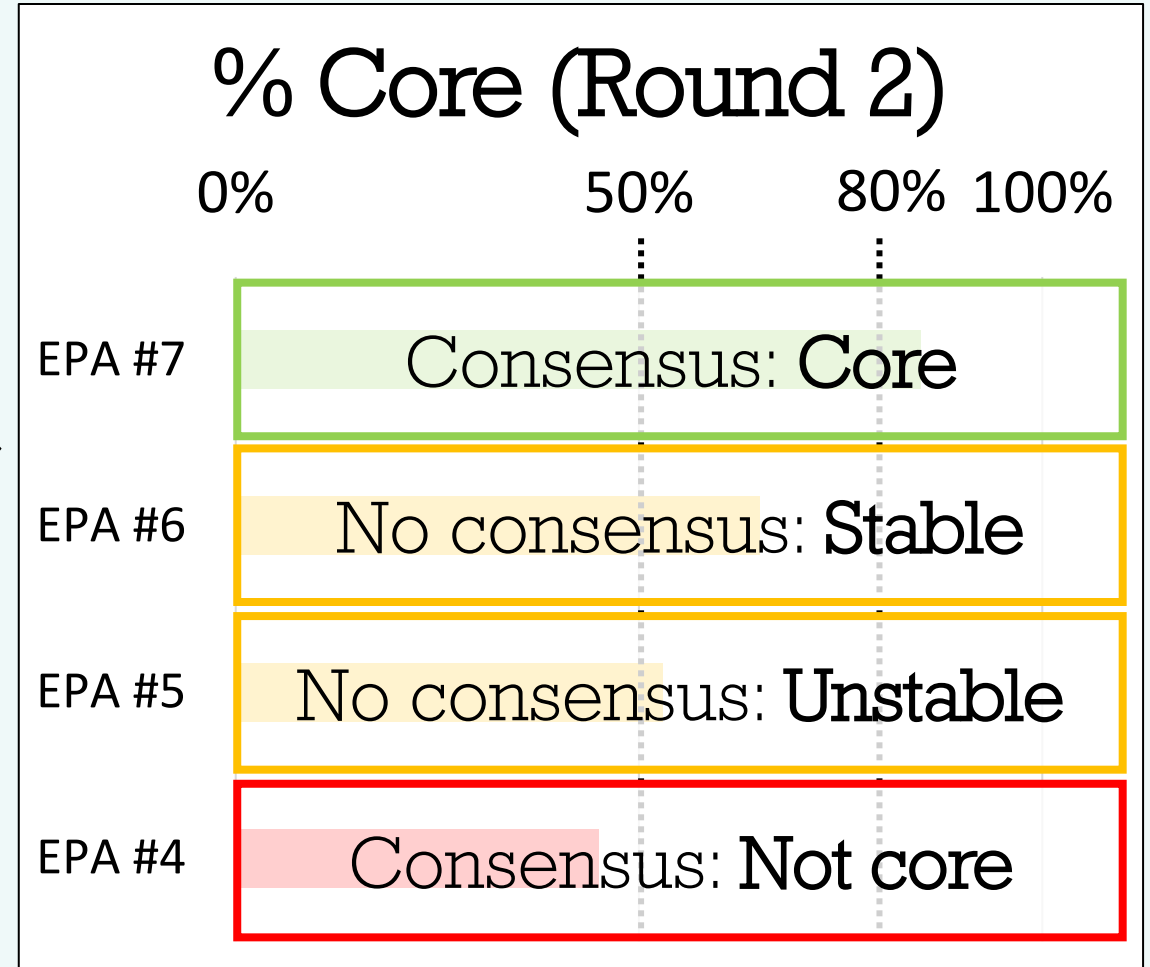 % Core (Round 2)
0% 50% 80% 100%
EPA #7 Consensus: Core
EPA #6 No consensus: Stable
EPA #5 No consensus: Unstable
EPA #4 Consensus: Not core